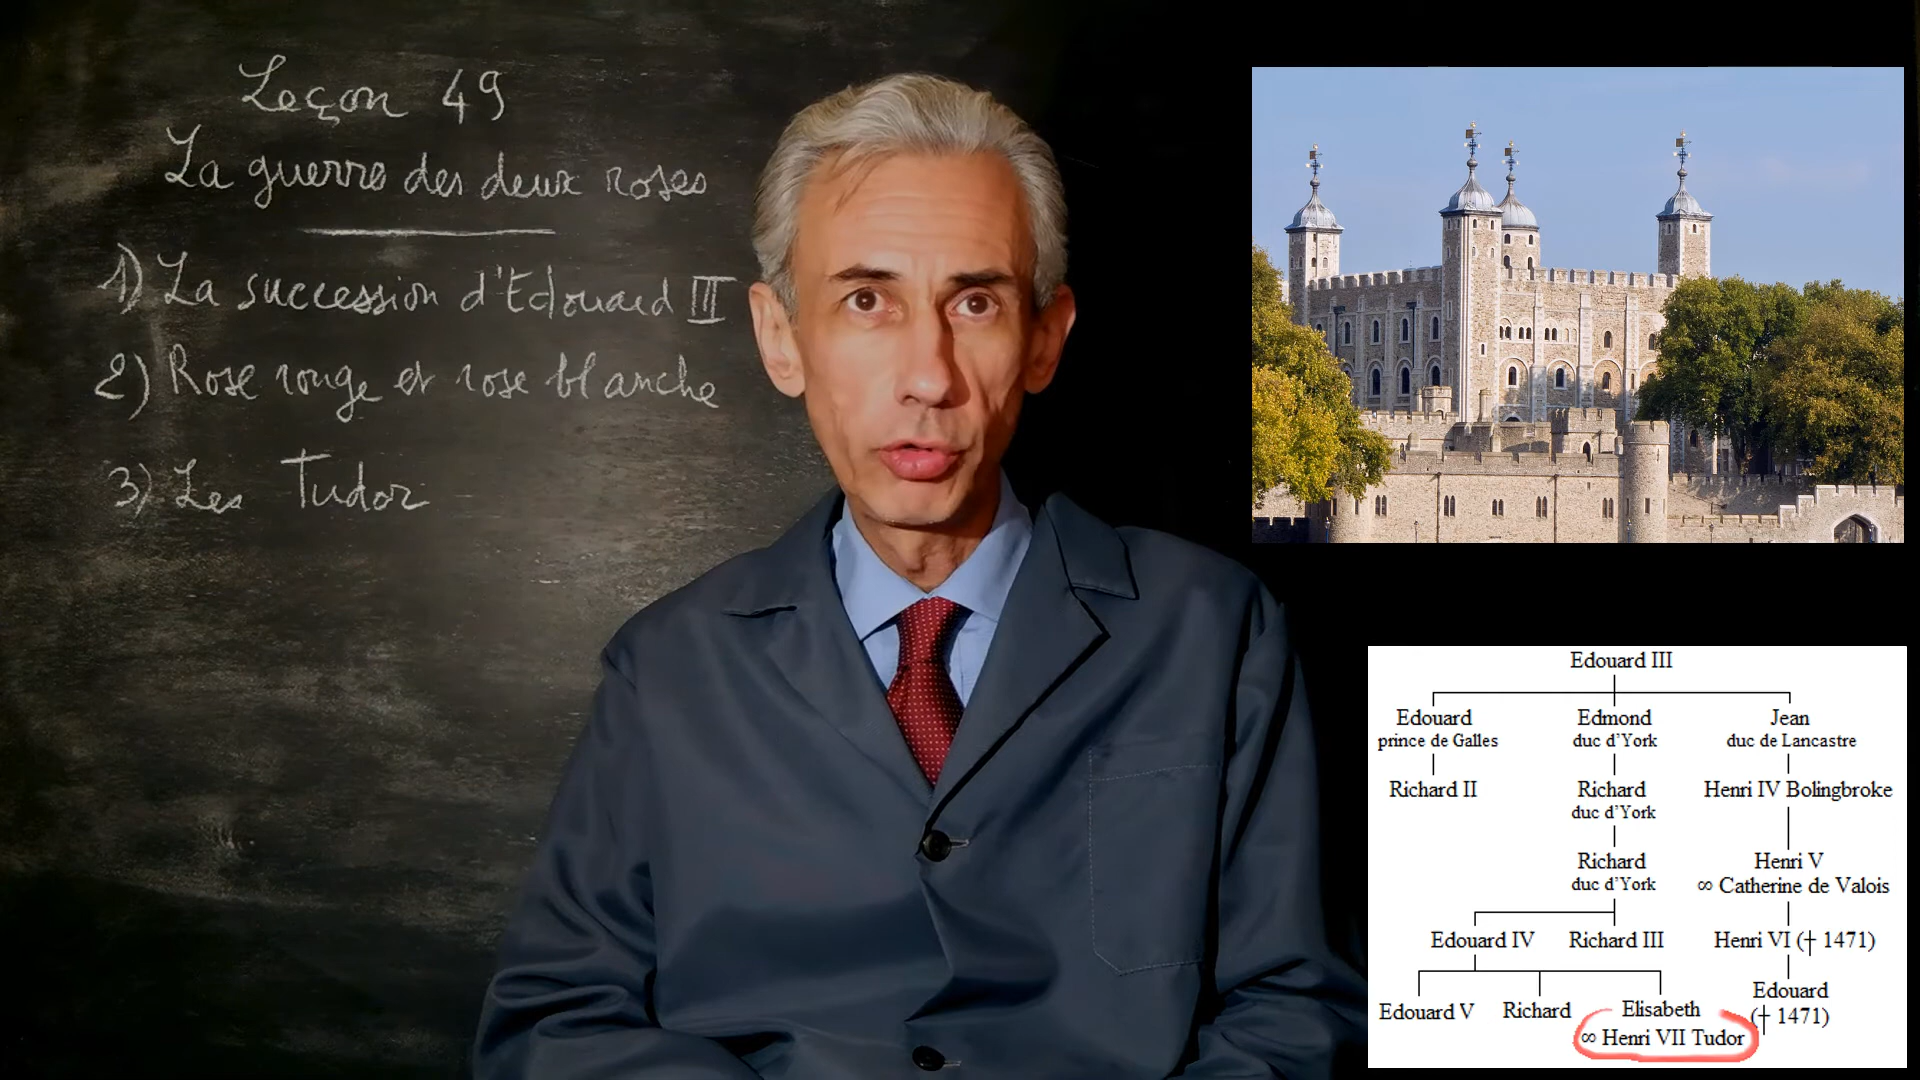 Leçon 49
La guerre des deux roses
1) La succession d'Edouard III
2) Rose rouge et rose blanche
3) Les Tudor
Edouard III
Edouard Edmond Jean
prince de Galles duc d'York duc de Lancastre
Richard II Richard Henri IV Bolingbroke
duc d'York
Richard Henri V
duc d'York ∞ Catherine de Valois
Edouard IV Richard III Henri VI († 1471)
Edouard V Richard Elisabeth Edouard
∞ Henri VII Tudor († 1471)